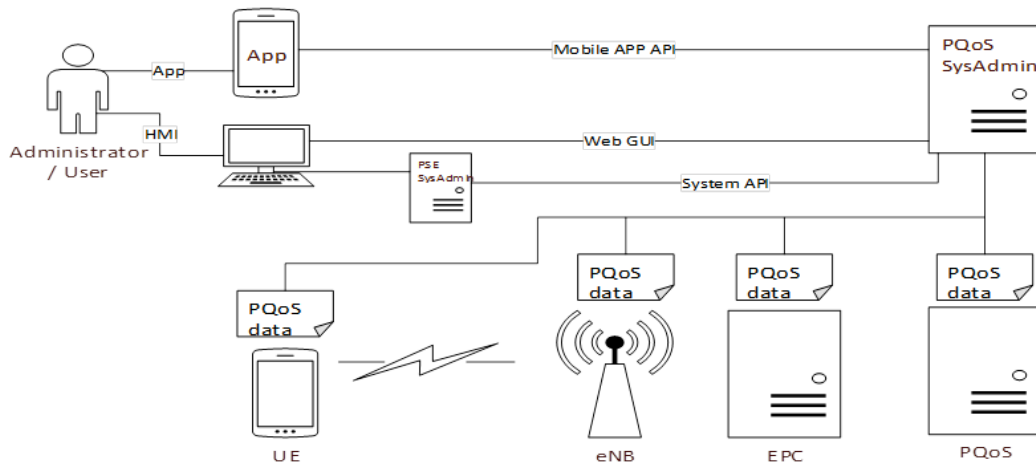 App
Mobile APP API
PQoS
SysAdmin
App
HMI
Web GUI
Administrator
/ User
PSE
SysAdmin
System API
PQoS
data
PQoS
data
PQoS
data
PQoS
data
UE
eNB
EPC
PQoS